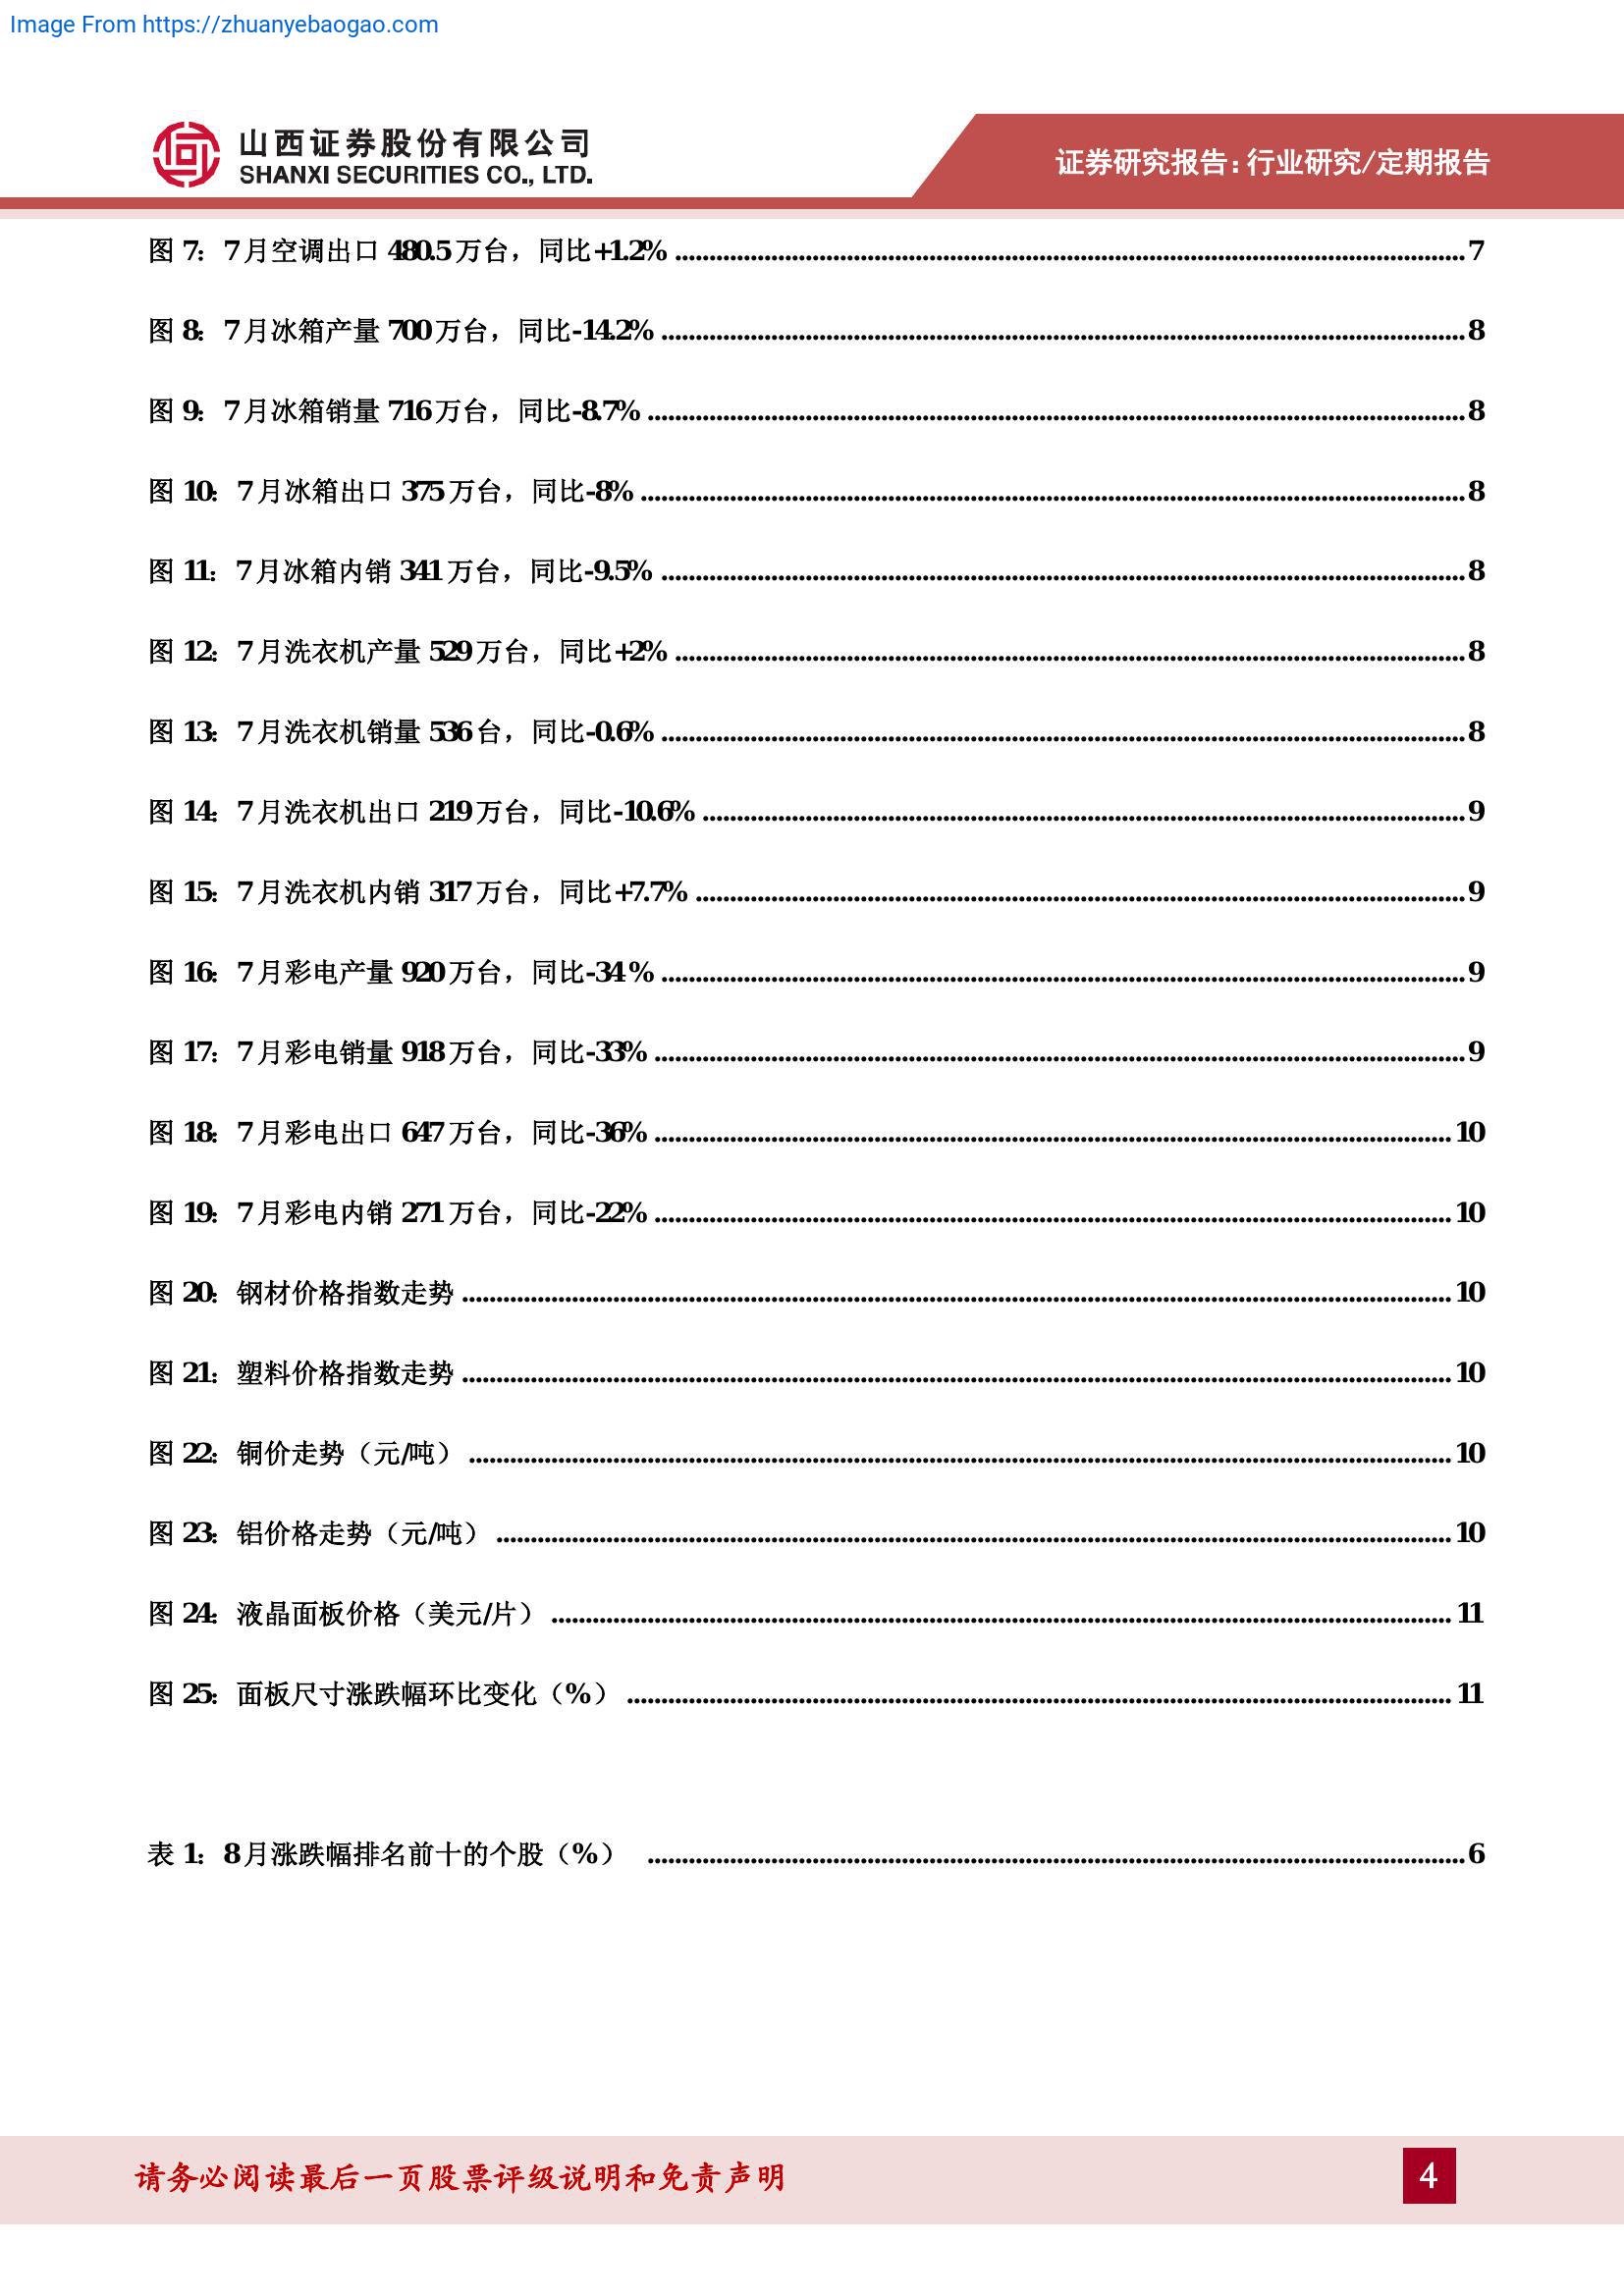 Image From https://zhuanyebaogao.com
山西证券股份有限公司
SHANXI SECURITIES CO., LTD.
证券研究报告:行业研究/定期报告
图 7: 7 月空调出口 480.5 万台，同比+1.2% ........................ 7
图 8: 7 月冰箱产量 700 万台，同比-14.2% ........................ 8
图 9: 7 月冰箱销量 716 万台，同比-8.7% ........................ 8
图 10: 7 月冰箱出口 375 万台，同比-8% ........................ 8
图 11: 7 月冰箱内销 341 万台，同比-9.5% ........................ 8
图 12: 7 月洗衣机产量 529 万台，同比+2% ........................ 8
图 13: 7 月洗衣机销量 536 台，同比-0.6% ........................ 8
图 14: 7 月洗衣机出口 219 万台，同比-10.6% ........................ 9
图 15: 7 月洗衣机内销 317 万台，同比+7.7% ........................ 9
图 16: 7 月彩电产量 920 万台，同比-34 % ........................ 9
图 17: 7 月彩电销量 918 万台，同比-33% ........................ 9
图 18: 7 月彩电出口 647 万台，同比-36% ........................ 10
图 19: 7 月彩电内销 271 万台，同比-22% ........................ 10
图 20: 钢材价格指数走势 ........................ 10
图 21: 塑料价格指数走势 ........................ 10
图 22: 铜价走势（元/吨） ........................ 10
图 23: 铝价格走势（元/吨） ........................ 10
图 24: 液晶面板价格（美元/片） ........................ 11
图 25: 面板尺寸涨跌幅环比变化（%） ........................ 11
表 1: 8 月涨跌幅排名前十的个股（%） ........................ 6
请务必阅读最后一页股票评级说明和免责声明
4